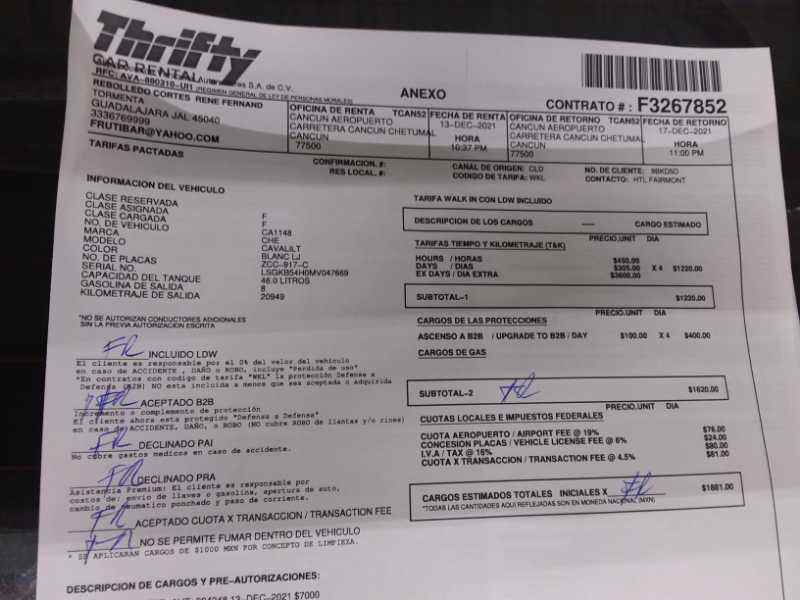 Thrifty
CAR RENTAL
RFC: AVA-880310-UI1 (REGIMEN GENERAL DE LEY DE PERSONAS MORALES)
S.A. de C.V.
ANEXO
CONTRATO # : F3267852
REBOLLEDO CORTES RENE FERNAND
TORMENTA
GUADALAJARA JAL 45040
3336769999
FRUTIBAR@YAHOO.COM
OFICINA DE RENTA TCAN52
CANCUN AEROPUERTO
CARRETERA CANCUN CHETUMAL
CANCUN
77500
FECHA DE RENTA
13-DEC-2021
HORA
10:37 PM
OFICINA DE RETORNO TCAN52
CANCUN AEROPUERTO
CARRETERA CANCUN CHETUMAL
CANCUN
77500
FECHA DE RETORNO
17-DEC-2021
HORA
11:00 PM
TARIFAS PACTADAS
CONFIRMACION. #:
RES LOCAL. #:
CANAL DE ORIGEN: CLD
CODIGO DE TARIFA: WKL
NO. DE CLIENTE:
CONTACTO: HTL FAIRMONT
INFORMACION DEL VEHICULO
CLASE RESERVADA
CLASE ASIGNADA
CLASE CARGADA F
NO. DE VEHICULO F
MARCA CA1148
MODELO CHE
COLOR CAVALILT
NO. DE PLACAS BLANC LJ
SERIAL NO. ZCC-917-C
CAPACIDAD DEL TANQUE LSGKB54H0MV047669
GASOLINA DE SALIDA 46.0 LITROS
KILOMETRAJE DE SALIDA 8
20949
*NO SE AUTORIZAN CONDUCTORES ADICIONALES
SIN LA PREVIA AUTORIZACION ESCRITA
INCLUIDO LDW
El cliente es responsable por el 0% del valor del vehiculo
en caso de ACCIDENTE , DAÑO o ROBO, incluye "Perdida de uso"
*En contratos con codigo de tarifa "WKL" la protección Defensa a
Defensa (B2B) NO esta incluida a menos que sea aceptada o adquirida
ACEPTADO B2B
Incremento o complemento de protección
El cliente ahora esta protegido "Defensa a Defensa"
en caso de ACCIDENTE, DAÑO, o ROBO (NO cubre ROBO de llantas y/o rines)
DECLINADO PAI
No cubre gastos medicos en caso de accidente.
DECLINADO PRA
Asistencia Premium: El cliente es responsable por
costos de: envio de llaves o gasolina, apertura de auto,
cambio de neumatico ponchado y paso de corriente.
ACEPTADO CUOTA X TRANSACCION / TRANSACTION FEE
NO SE PERMITE FUMAR DENTRO DEL VEHICULO
* SE APLICARAN CARGOS DE $1000 MXN POR CONCEPTO DE LIMPIEZA.
DESCRIPCION DE CARGOS Y PRE-AUTORIZACIONES:
13-DEC-2021 $7000
TARIFA WALK IN CON LDW INCLUIDO
DESCRIPCION DE LOS CARGOS ---- CARGO ESTIMADO
TARIFAS TIEMPO Y KILOMETRAJE (T&K) PRECIO.UNIT DIA
HOURS / HORAS $450.00
DAYS / DIAS $305.00 X 4 $1220.00
EX DAYS / DIA EXTRA
SUBTOTAL-1 $1220.00
CARGOS DE LAS PROTECCIONES PRECIO.UNIT DIA
ASCENSO A B2B / UPGRADE TO B2B / DAY $100.00 X 4 $400.00
CARGOS DE GAS
SUBTOTAL-2 $1620.00
PRECIO.UNIT DIA
CUOTAS LOCALES E IMPUESTOS FEDERALES
CUOTA AEROPUERTO / AIRPORT FEE @ 19% $76.00
CONCESION PLACAS / VEHICLE LICENSE FEE @ 6% $24.00
I.V.A / TAX @ 16% $80.00
CUOTA X TRANSACCION / TRANSACTION FEE @ 4.5% $81.00
CARGOS ESTIMADOS TOTALES INICIALES X $1881.00
*TODAS LAS CANTIDADES AQUI REFLEJADAS SON EN MONEDA NACIONAL (MXN)